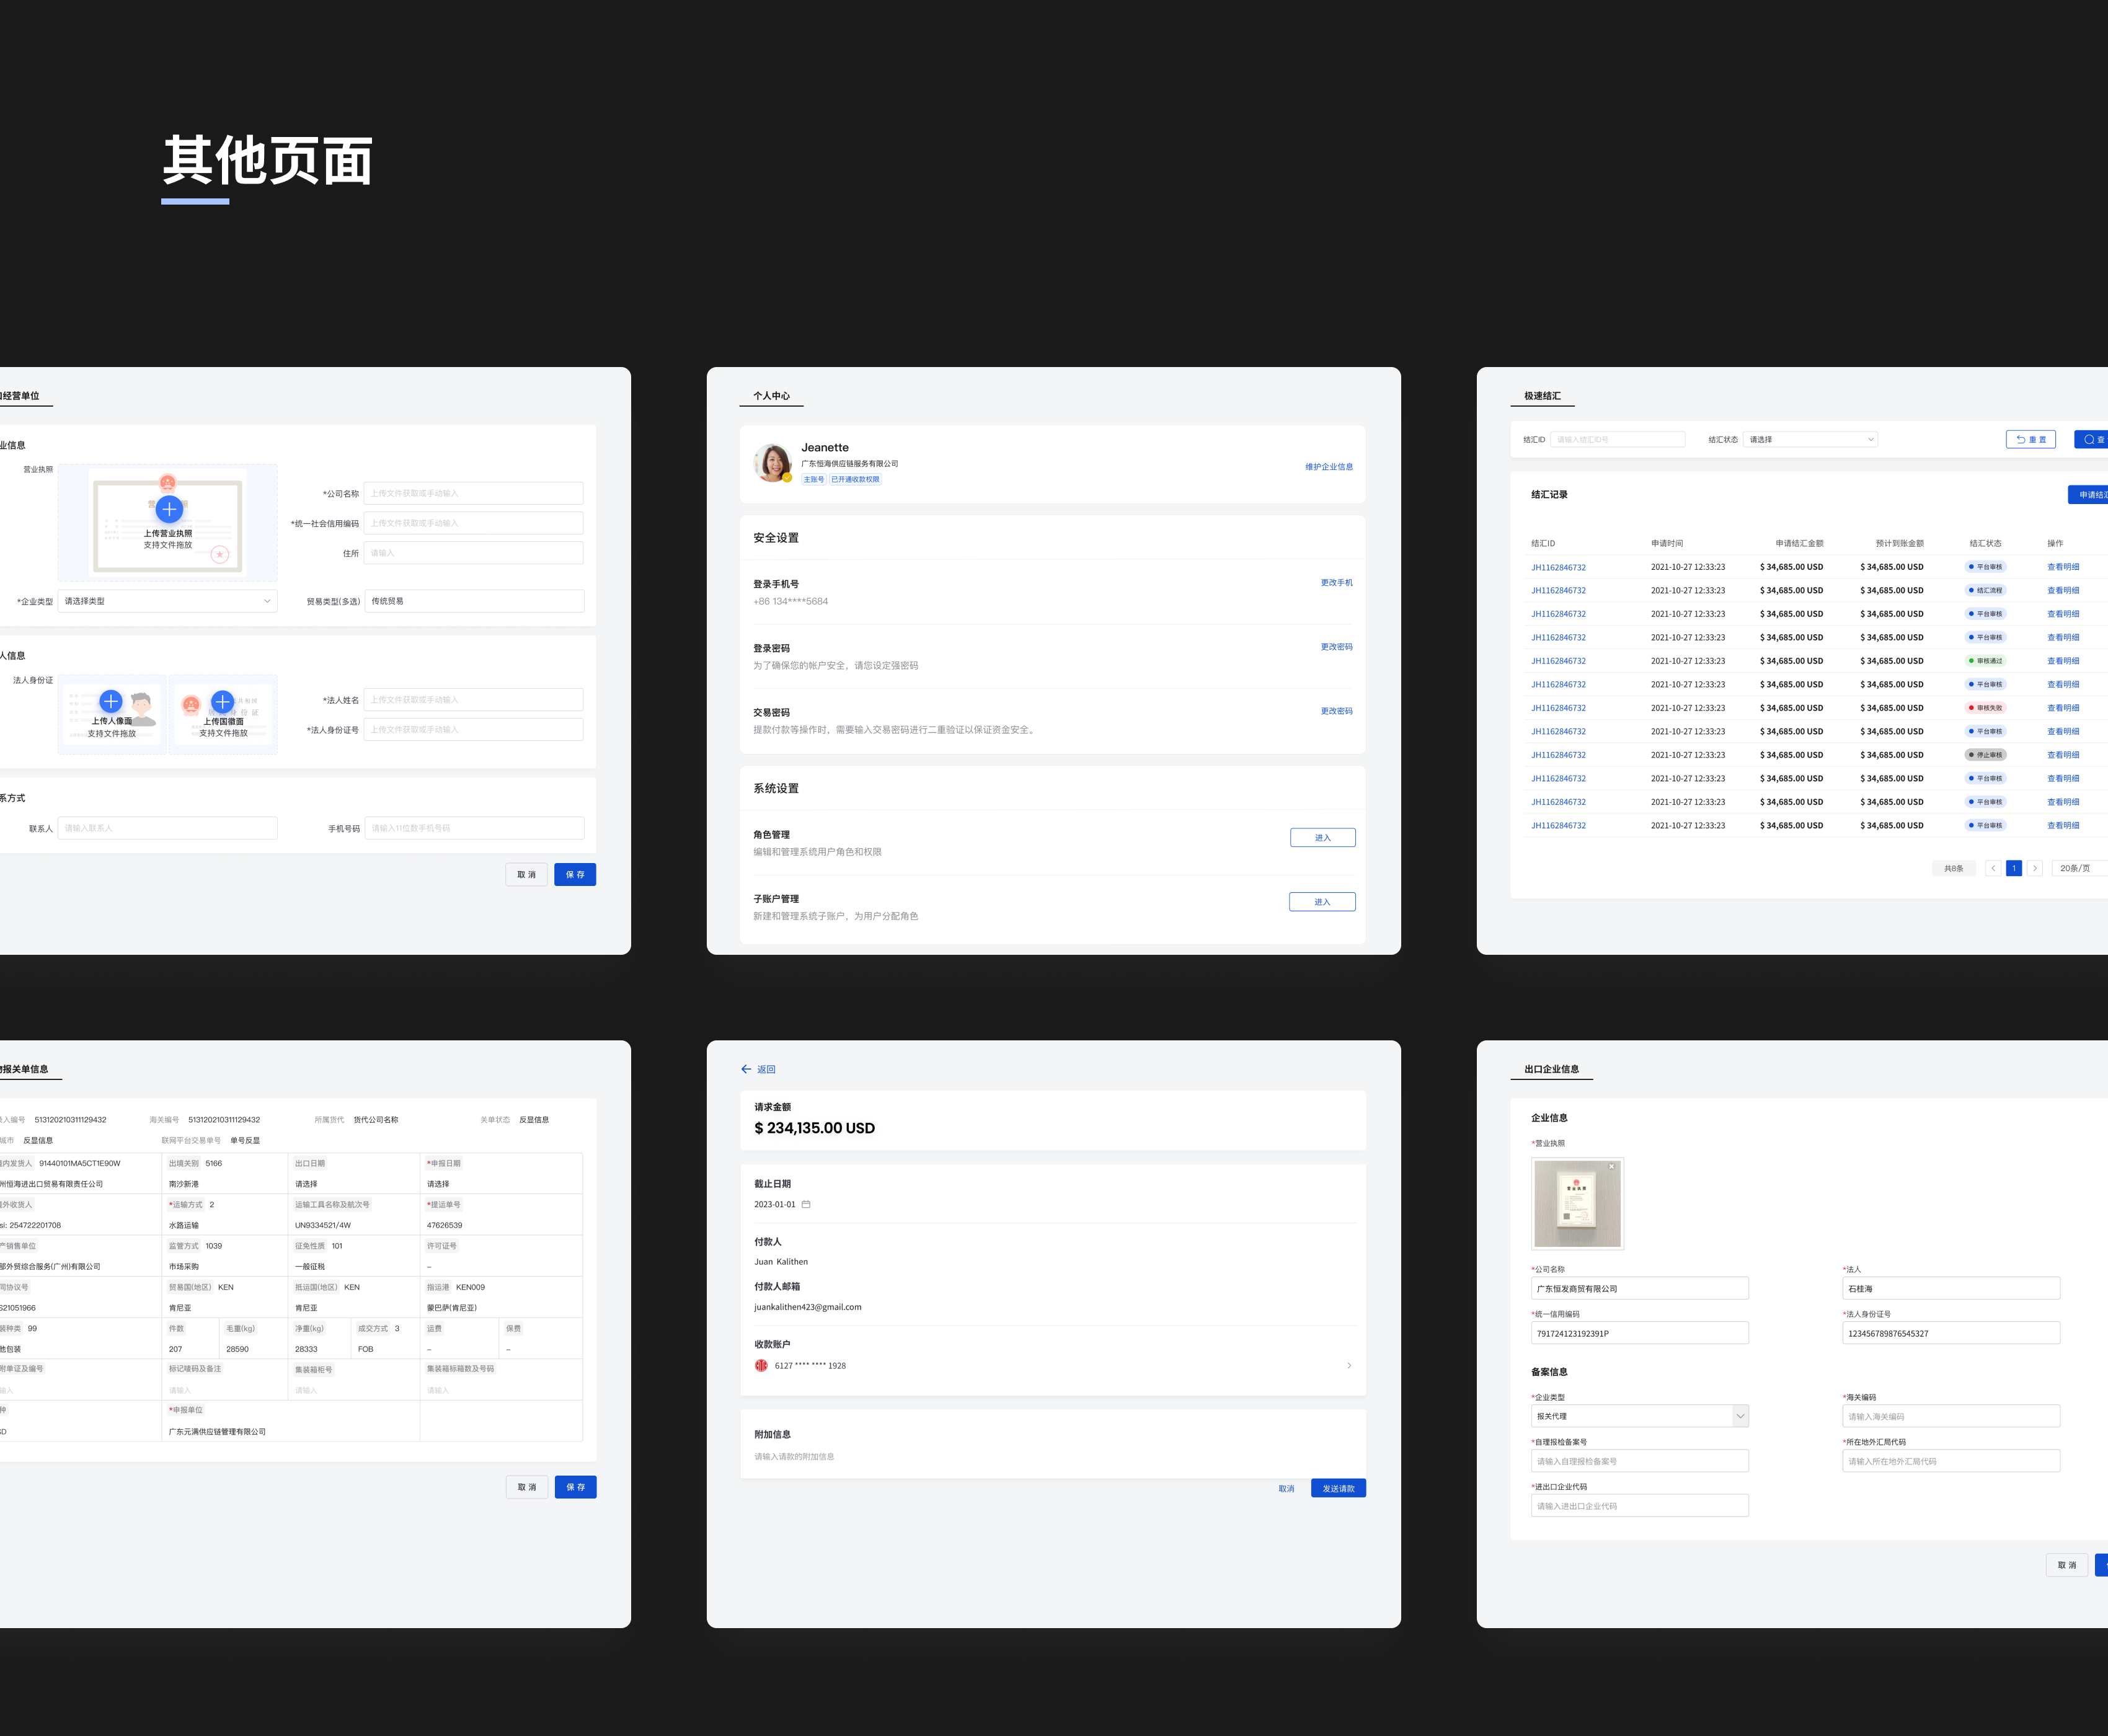 其他页面
口经营单位
业信息
营业执照
上传营业执照
支持文件拖放
*公司名称 上传文件获取或手动输入
*统一社会信用编码 上传文件获取或手动输入
住所 请输入
*企业类型 请选择类型
贸易类型(多选) 传统贸易
人信息
法人身份证
上传人像面
支持文件拖放
上传国徽面
支持文件拖放
*法人姓名 上传文件获取或手动输入
*法人身份证号 上传文件获取或手动输入
系方式
联系人 请输入联系人
手机号码 请输入11位数手机号码
取 消 保 存
个人中心
Jeanette
广东恒海供应链服务有限公司
主账号 已开通收款权限
维护企业信息
安全设置
登录手机号
+86 134****5684
更改手机
登录密码
为了确保您的帐户安全，请您设定强密码
更改密码
交易密码
提款付款等操作时，需要输入交易密码进行二重验证以保证资金安全。
更改密码
系统设置
角色管理
编辑和管理系统用户角色和权限
进入
子账户管理
新建和管理系统子账户，为用户分配角色
进入
极速结汇
结汇ID 请输入结汇ID号 结汇状态 请选择 重 置 查
结汇记录 申请结汇
结汇ID 申请时间 申请结汇金额 预计到账金额 结汇状态 操作
JH1162846732 2021-10-27 12:33:23 $ 34,685.00 USD $ 34,685.00 USD 平台审核 查看明细
JH1162846732 2021-10-27 12:33:23 $ 34,685.00 USD $ 34,685.00 USD 结汇流程 查看明细
JH1162846732 2021-10-27 12:33:23 $ 34,685.00 USD $ 34,685.00 USD 平台审核 查看明细
JH1162846732 2021-10-27 12:33:23 $ 34,685.00 USD $ 34,685.00 USD 平台审核 查看明细
JH1162846732 2021-10-27 12:33:23 $ 34,685.00 USD $ 34,685.00 USD 审核通过 查看明细
JH1162846732 2021-10-27 12:33:23 $ 34,685.00 USD $ 34,685.00 USD 平台审核 查看明细
JH1162846732 2021-10-27 12:33:23 $ 34,685.00 USD $ 34,685.00 USD 审核失败 查看明细
JH1162846732 2021-10-27 12:33:23 $ 34,685.00 USD $ 34,685.00 USD 平台审核 查看明细
JH1162846732 2021-10-27 12:33:23 $ 34,685.00 USD $ 34,685.00 USD 停止审核 查看明细
JH1162846732 2021-10-27 12:33:23 $ 34,685.00 USD $ 34,685.00 USD 平台审核 查看明细
JH1162846732 2021-10-27 12:33:23 $ 34,685.00 USD $ 34,685.00 USD 平台审核 查看明细
JH1162846732 2021-10-27 12:33:23 $ 34,685.00 USD $ 34,685.00 USD 平台审核 查看明细
共8条 1 20条/页
报关单信息
入编号 513120210311129432 海关编号 513120210311129432 所属货代 货代公司名称 关单状态 反显信息
城市 反显信息 联网平台交易单号 单号反显
内发货人 91440101MA5CT1E90W 出境关别 5166 出口日期 *申报日期
州恒海进出口贸易有限责任公司 南沙新港 请选择 请选择
外收货人 *运输方式 2 运输工具名称及航次号 *提运单号
si: 254722201708 水路运输 UN9334521/4W 47626539
产销售单位 监管方式 1039 征免性质 101 许可证号
部外贸综合服务(广州)有限公司 市场采购 一般征税 –
同协议号 贸易国(地区) KEN 抵运国(地区) KEN 指运港 KEN009
S21051966 肯尼亚 肯尼亚 蒙巴萨(肯尼亚)
装种类 99 件数 毛重(kg) 净重(kg) 成交方式 3 运费 保费
他包装 207 28590 28333 FOB – –
附单证及编号 标记唛码及备注 集装箱柜号 集装箱标箱数及号码
输入 请输入 请输入 请输入
种 *申报单位
SD 广东元满供应链管理有限公司
取 消 保 存
返回
请求金额
$ 234,135.00 USD
截止日期
2023-01-01
付款人
Juan Kalithen
付款人邮箱
juankalithen423@gmail.com
收款账户
6127 **** **** 1928
附加信息
请输入请款的附加信息
取消 发送请款
出口企业信息
企业信息
*营业执照
营业执照
*公司名称 *法人
广东恒发商贸有限公司 石桂海
*统一信用编码 *法人身份证号
791724123192391P 123456789876545327
备案信息
*企业类型 *海关编码
报关代理 请输入海关编码
*自理报检备案号 *所在地外汇局代码
请输入自理报检备案号 请输入所在地外汇局代码
*进出口企业代码
请输入进出口企业代码
取 消